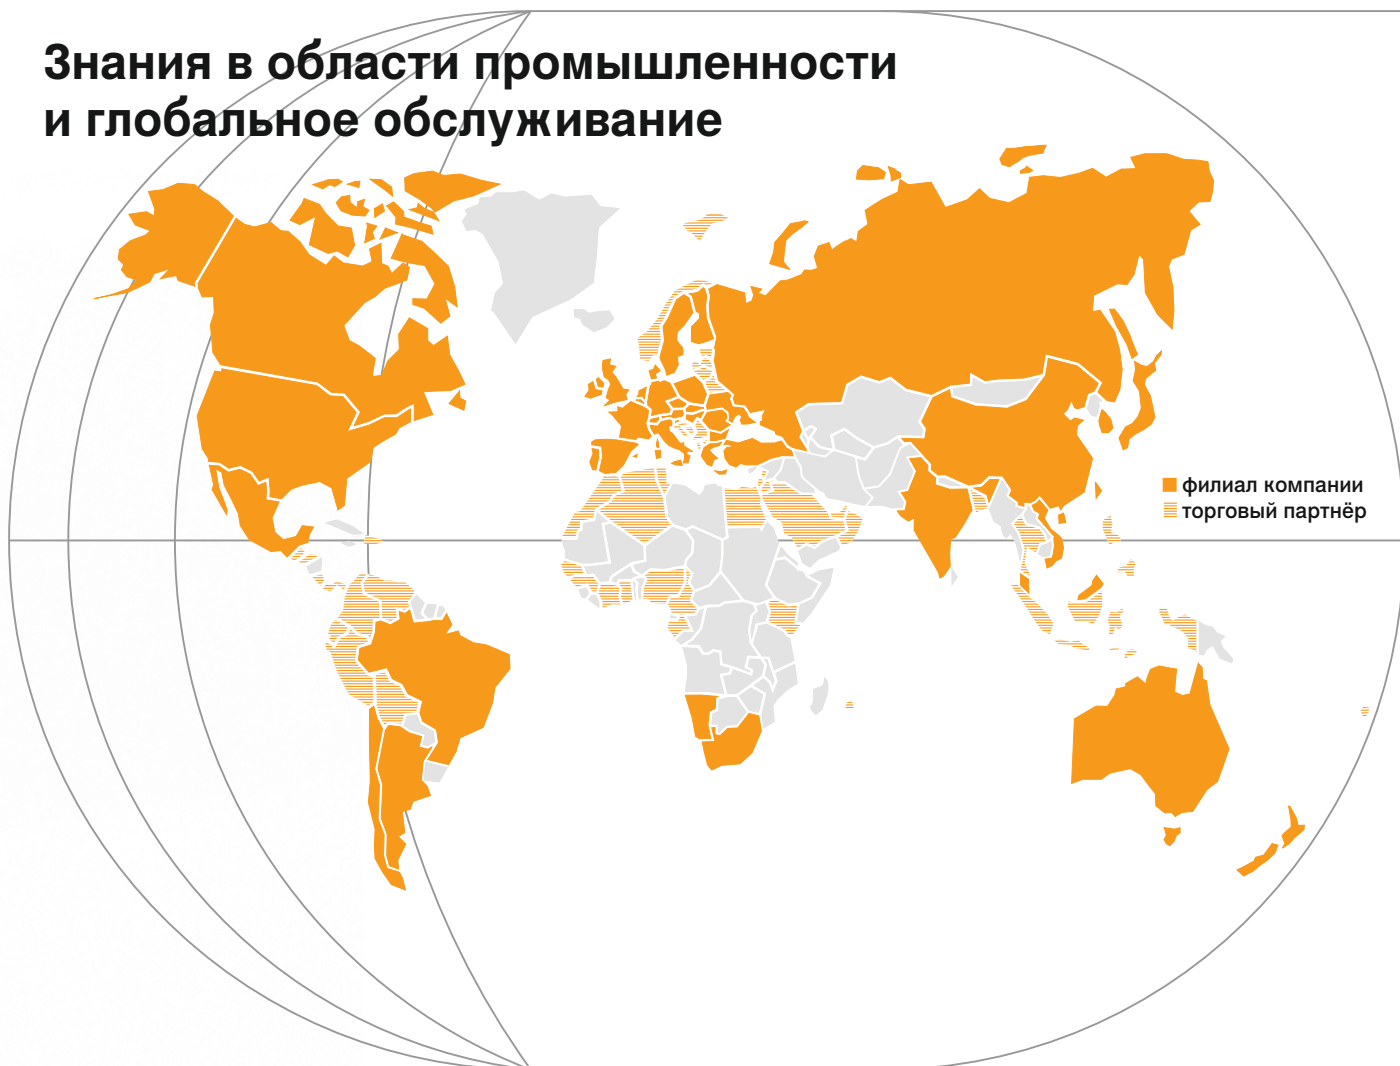 Знания в области промышленности
и глобальное обслуживание
филиал компании
торговый партнёр